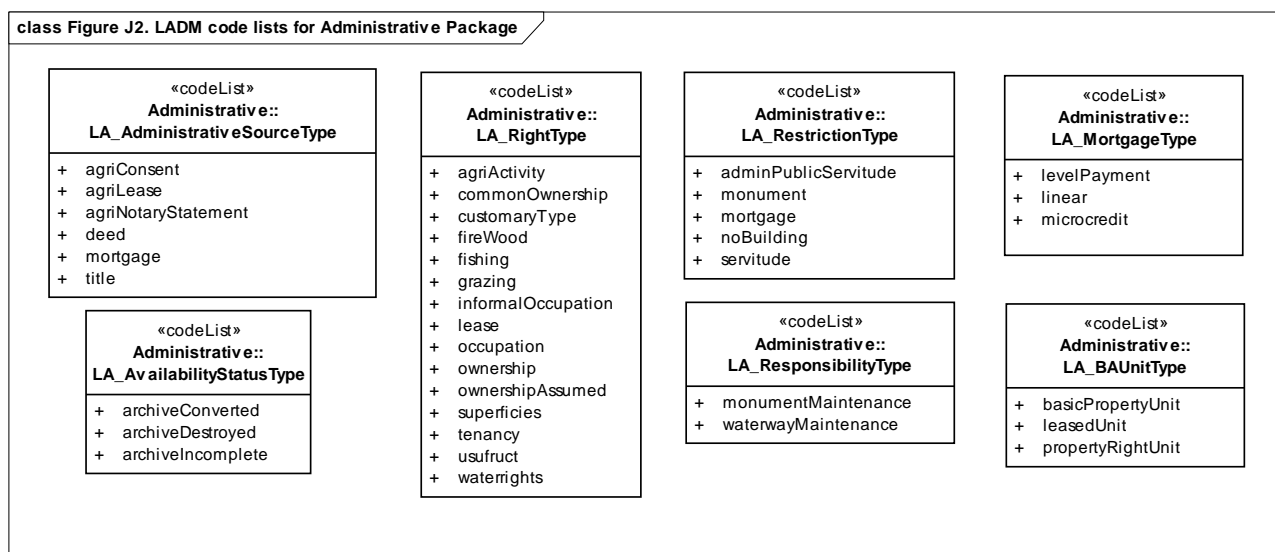 class Figure J2. LADM code lists for Administrative Package
«codeList»
Administrative::
LA_AdministrativeSourceType
+ agriConsent
+ agriLease
+ agriNotaryStatement
+ deed
+ mortgage
+ title
«codeList»
Administrative::
LA_AvailabilityStatusType
+ archiveConverted
+ archiveDestroyed
+ archiveIncomplete
«codeList»
Administrative::
LA_RightType
+ agriActivity
+ commonOwnership
+ customaryType
+ fireWood
+ fishing
+ grazing
+ informalOccupation
+ lease
+ occupation
+ ownership
+ ownershipAssumed
+ superficies
+ tenancy
+ usufruct
+ waterrights
«codeList»
Administrative::
LA_RestrictionType
+ adminPublicServitude
+ monument
+ mortgage
+ noBuilding
+ servitude
«codeList»
Administrative::
LA_ResponsibilityType
+ monumentMaintenance
+ waterwayMaintenance
«codeList»
Administrative::
LA_MortgageType
+ levelPayment
+ linear
+ microcredit
«codeList»
Administrative::
LA_BAUnitType
+ basicPropertyUnit
+ leasedUnit
+ propertyRightUnit